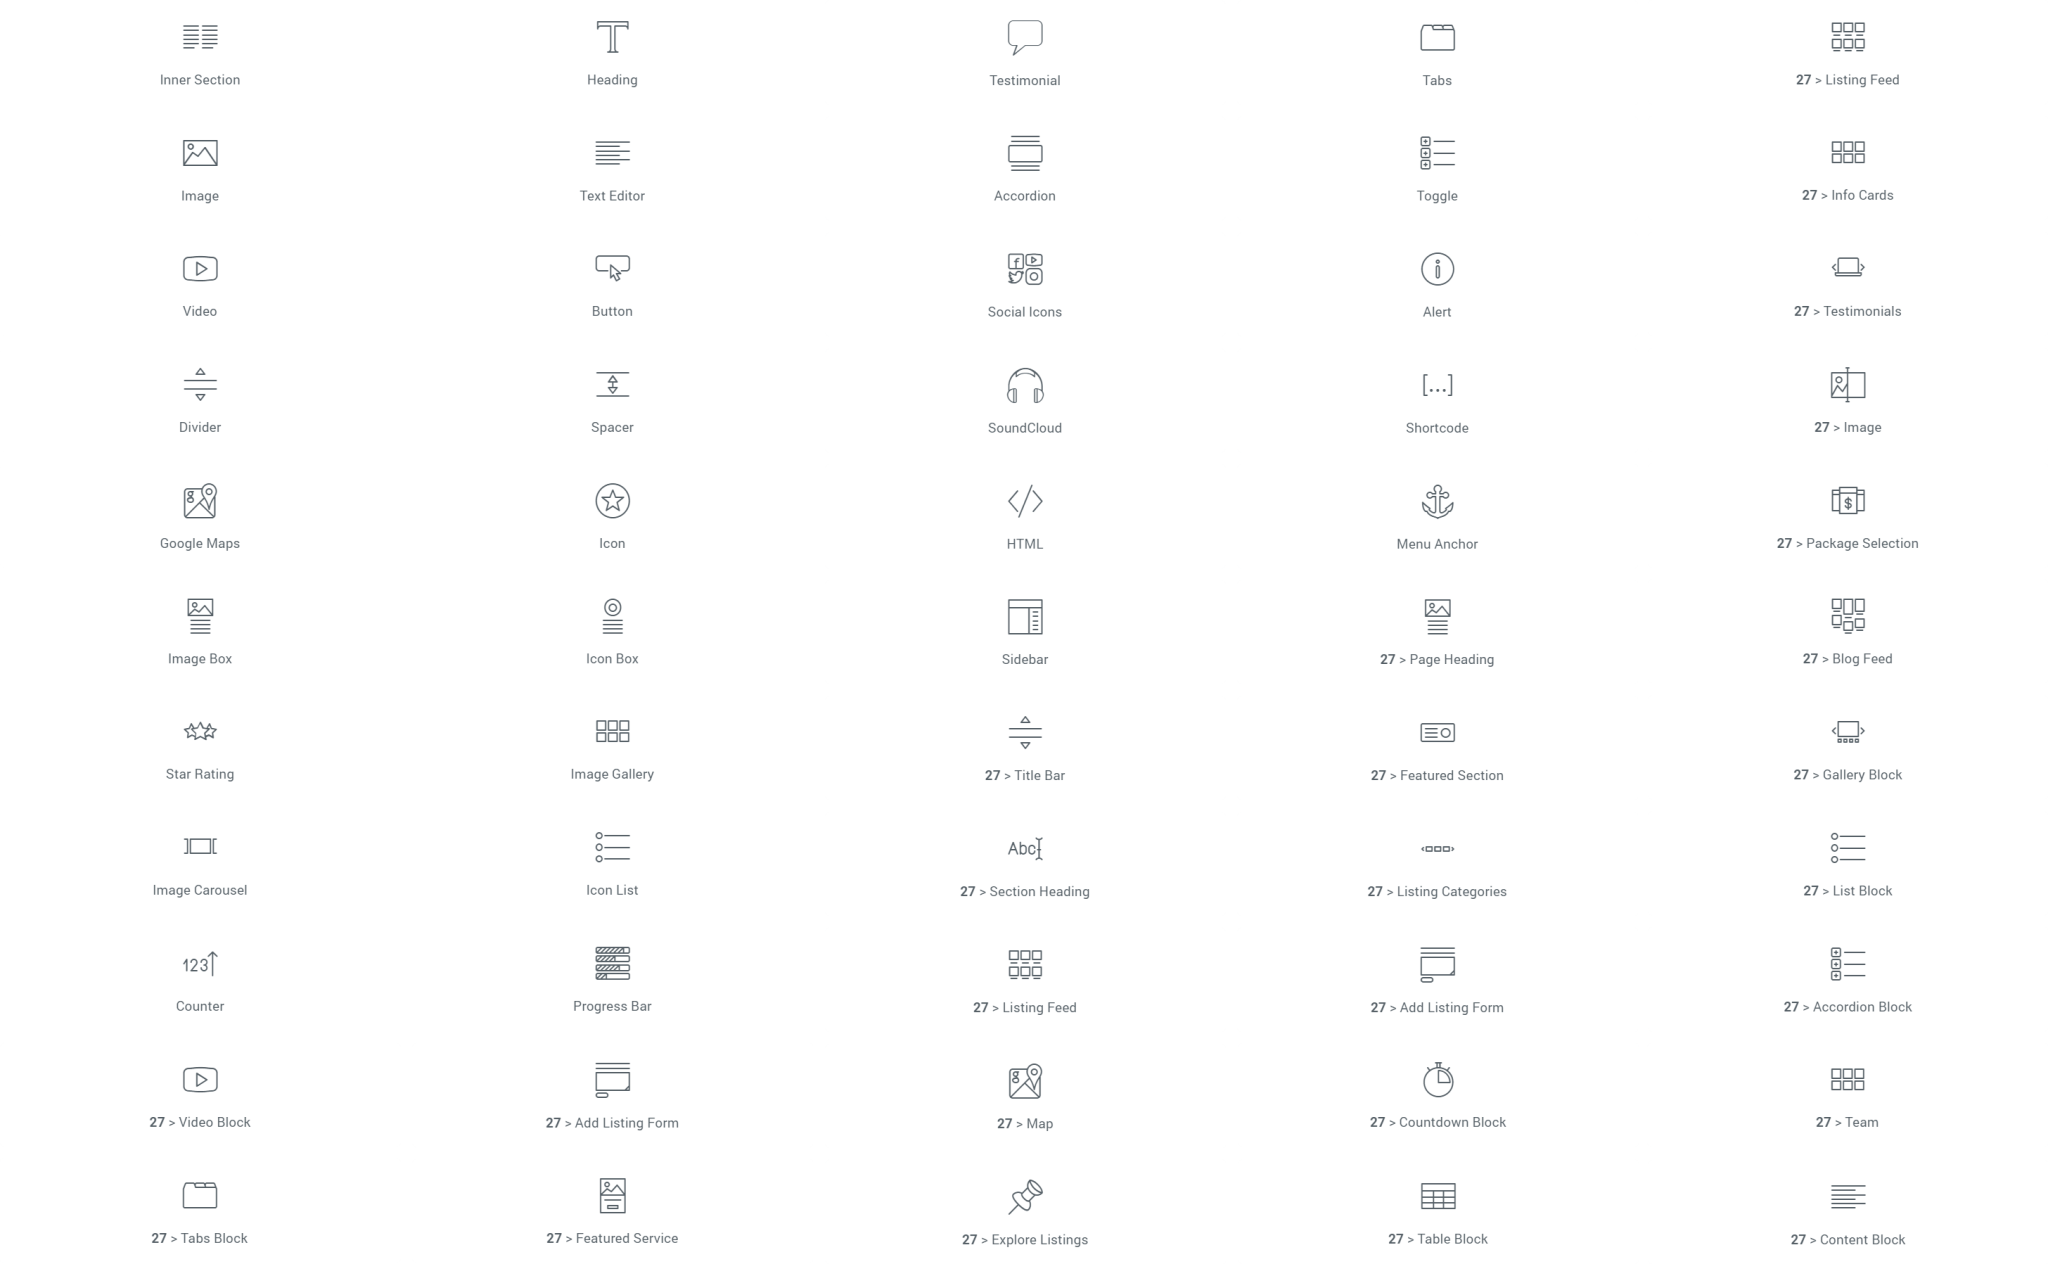 Inner Section
Heading
Testimonial
Tabs
27 > Listing Feed
Image
Text Editor
Accordion
Toggle
27 > Info Cards
Video
Button
Social Icons
Alert
27 > Testimonials
Divider
Spacer
SoundCloud
[...]
Shortcode
27 > Image
Google Maps
Icon
HTML
Menu Anchor
$
27 > Package Selection
Image Box
Icon Box
Sidebar
27 > Page Heading
27 > Blog Feed
Star Rating
Image Gallery
27 > Title Bar
27 > Featured Section
27 > Gallery Block
Image Carousel
Icon List
Abc
27 > Section Heading
27 > Listing Categories
27 > List Block
123
Counter
Progress Bar
27 > Listing Feed
27 > Add Listing Form
27 > Accordion Block
27 > Video Block
27 > Add Listing Form
27 > Map
27 > Countdown Block
27 > Team
27 > Tabs Block
27 > Featured Service
27 > Explore Listings
27 > Table Block
27 > Content Block